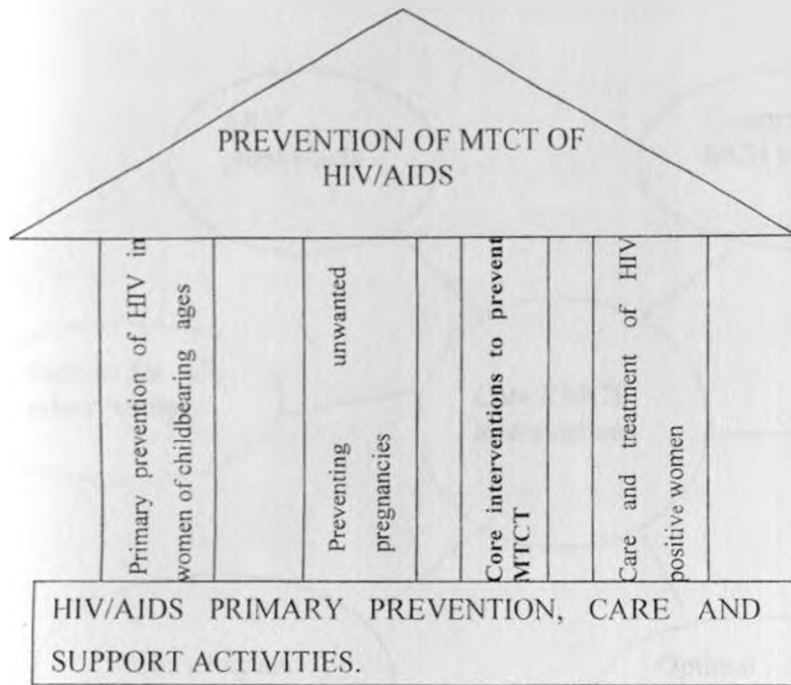 PREVENTION OF MTCT OF
HIV/AIDS
Primary prevention of HIV in
women of childbearing ages
Preventing unwanted
pregnancies
Core interventions to prevent
MTCT
Care and treatment of HIV
positive women
HIV/AIDS PRIMARY PREVENTION, CARE AND
SUPPORT ACTIVITIES.